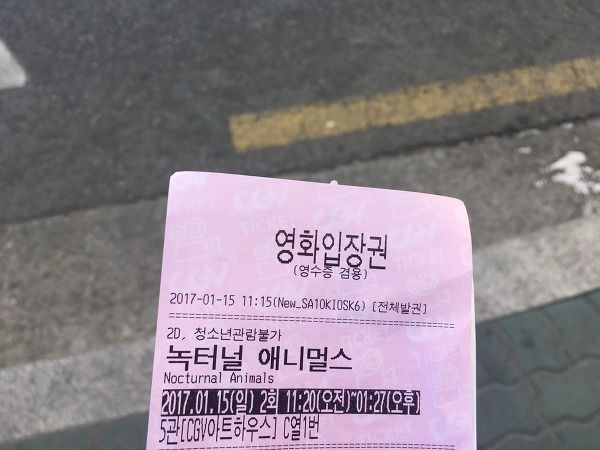 영화입장권
(영수증 겸용)
2017-01-15 11:15(New_SA10KIOSK6) [전체발권]
2D, 청소년관람불가
녹터널 애니멀스
Nocturnal Animals
2017.01.15(일) 2회 11:20(오전)~01:27(오후)
5관[CGV아트하우스] C열1번